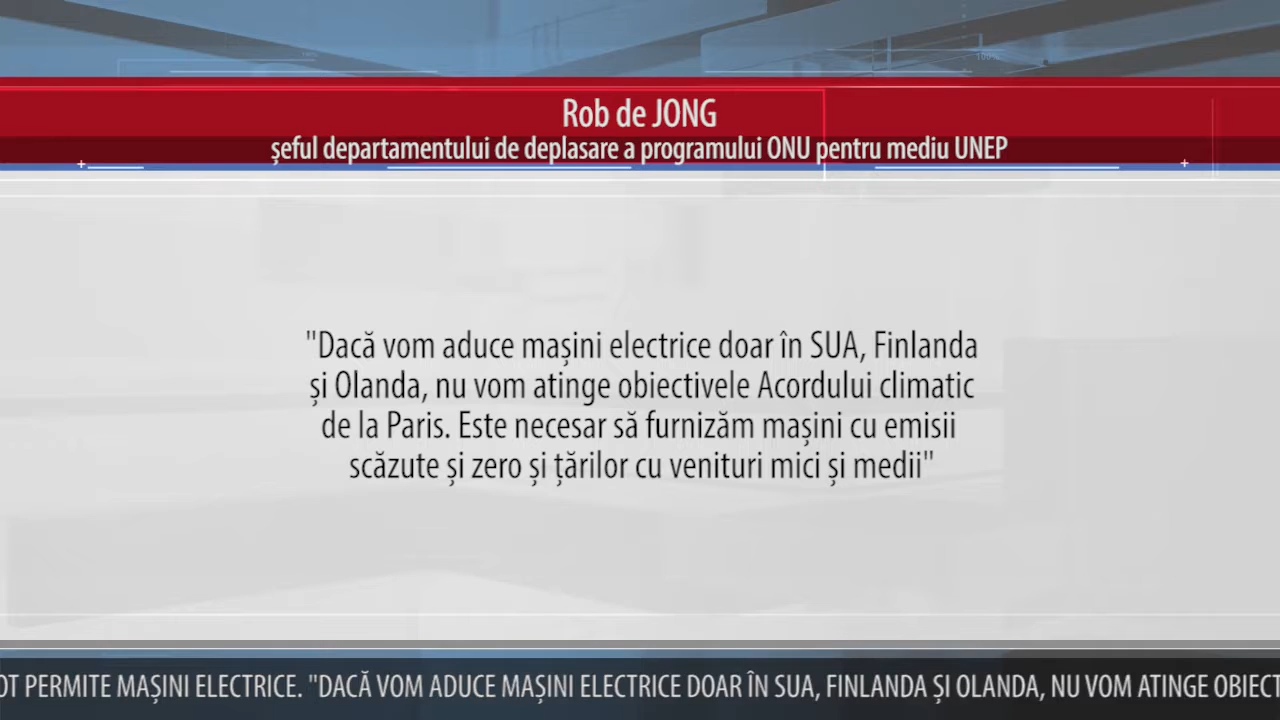 Rob de JONG
șeful departamentului de deplasare a programului ONU pentru mediu UNEP
"Dacă vom aduce mașini electrice doar în SUA, Finlanda
și Olanda, nu vom atinge obiectivele Acordului climatic
de la Paris. Este necesar să furnizăm mașini cu emisii
scăzute și zero și țărilor cu venituri mici și medii"
OT PERMITE MAȘINI ELECTRICE. "DACĂ VOM ADUCE MAȘINI ELECTRICE DOAR ÎN SUA, FINLANDA ȘI OLANDA, NU VOM ATINGE OBIECT